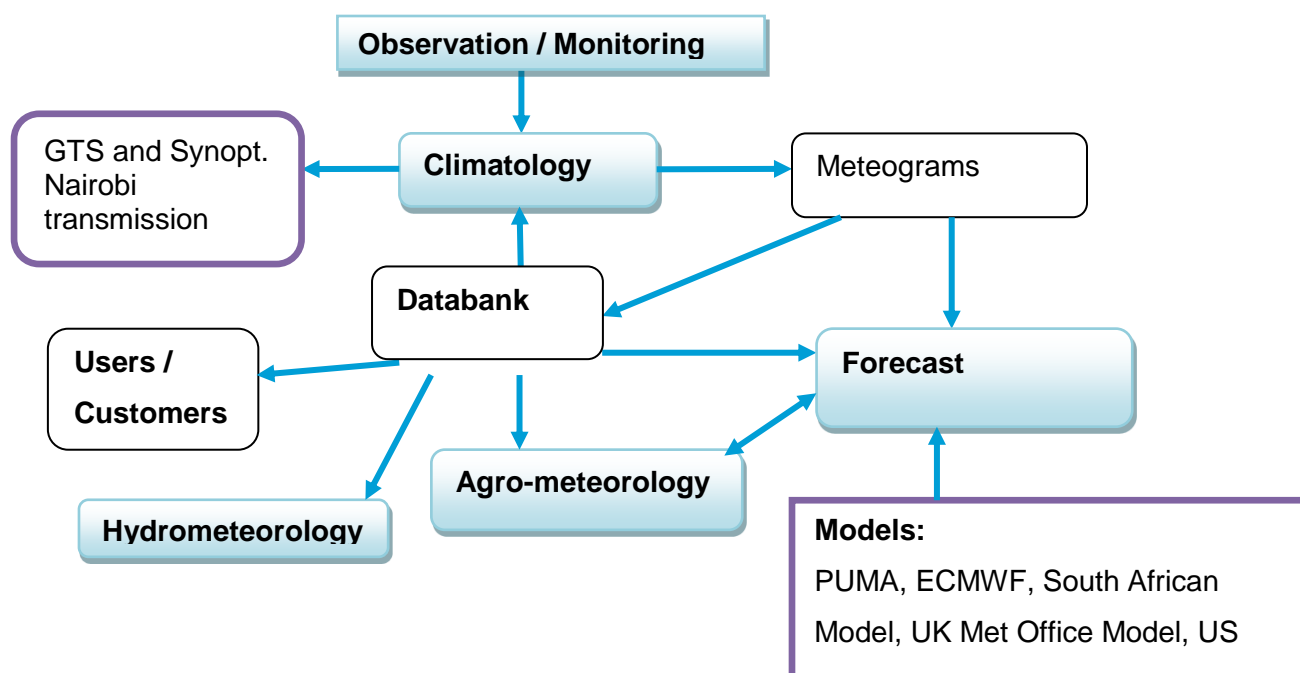 Observation / Monitoring
GTS and Synopt.
Nairobi
transmission
Climatology
Meteograms
Databank
Users /
Customers
Forecast
Agro-meteorology
Hydrometeorology
Models:
PUMA, ECMWF, South African
Model, UK Met Office Model, US